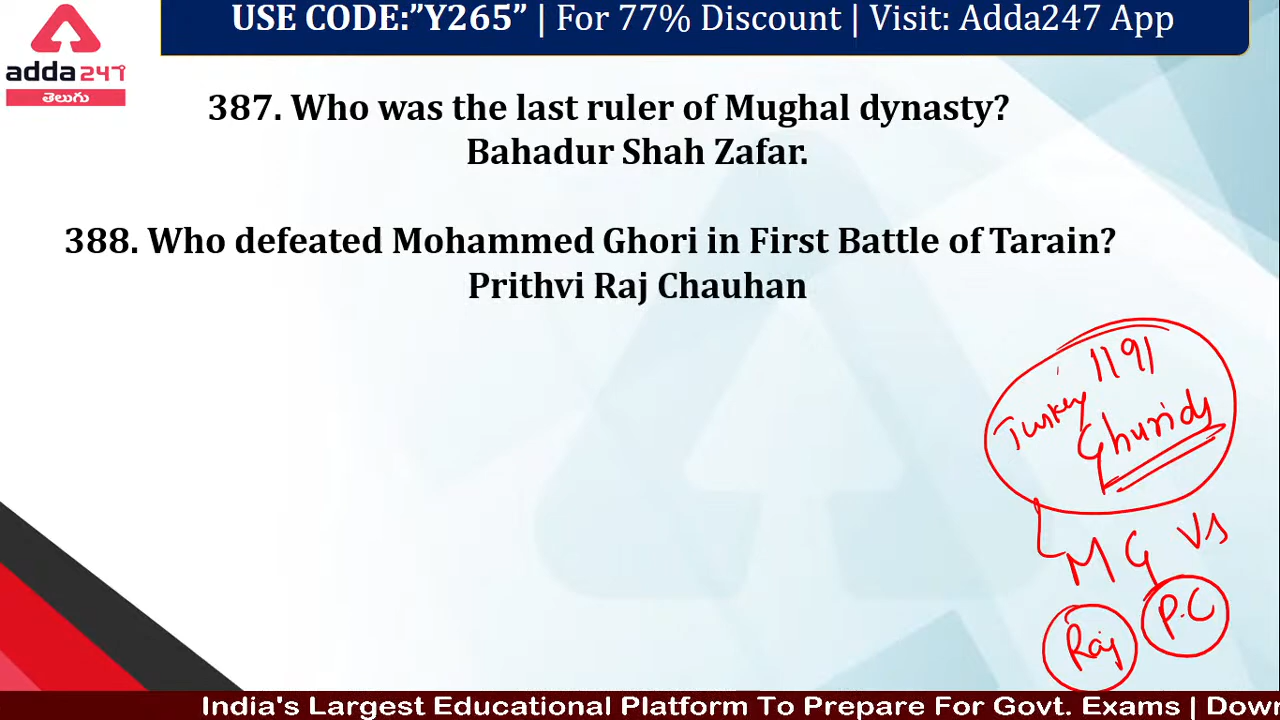 USE CODE:”Y265” | For 77% Discount | Visit: Adda247 App
adda247
తెలుగు
387. Who was the last ruler of Mughal dynasty?
Bahadur Shah Zafar.
388. Who defeated Mohammed Ghori in First Battle of Tarain?
Prithvi Raj Chauhan
1191
Turkey
Ghurids
MG Vs
Raj P.C
India's Largest Educational Platform To Prepare For Govt. Exams | Dow